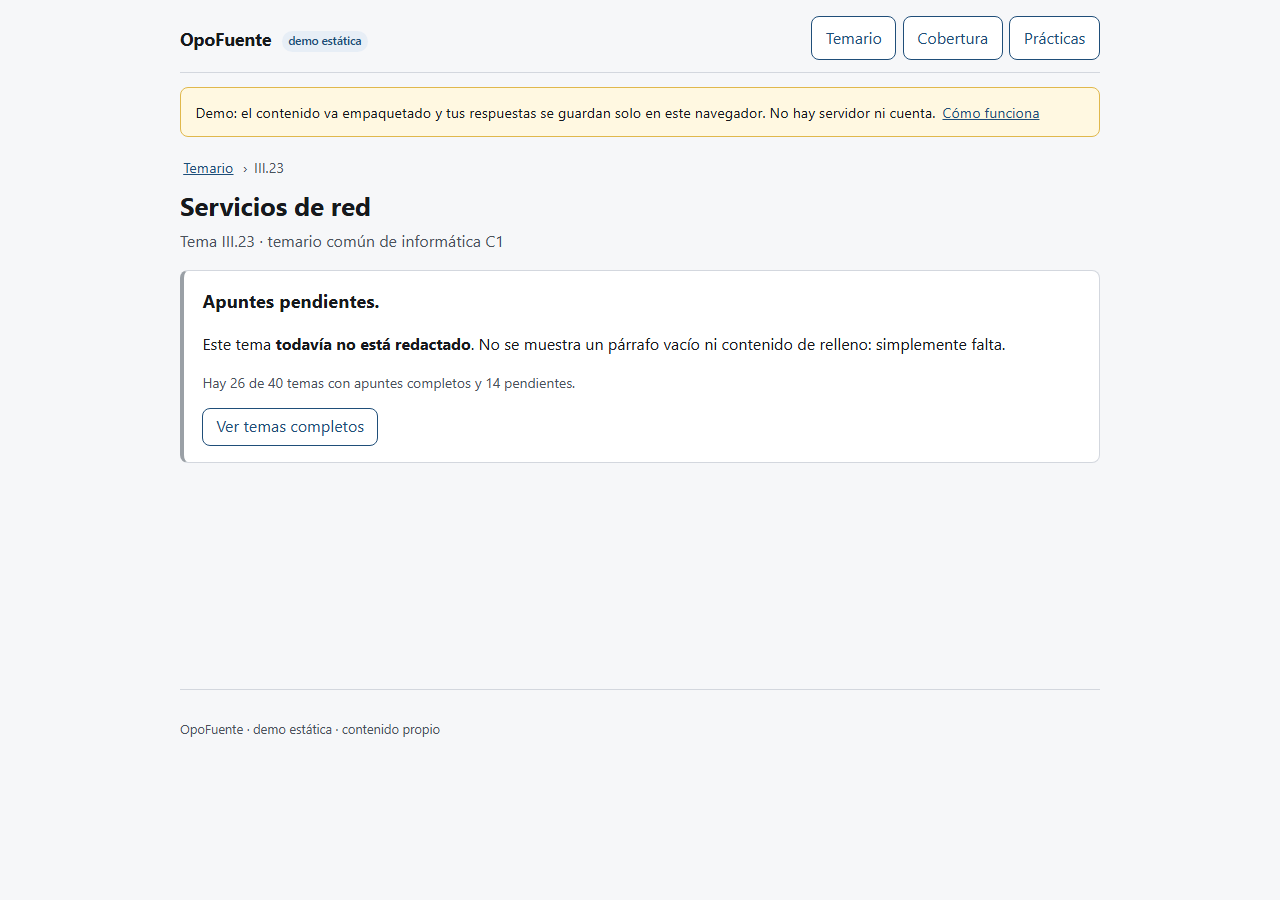 OpoFuente demo estática Temario Cobertura Prácticas
Demo: el contenido va empaquetado y tus respuestas se guardan solo en este navegador. No hay servidor ni cuenta. Cómo funciona
Temario › III.23
Servicios de red
Tema III.23 · temario común de informática C1
Apuntes pendientes.
Este tema todavía no está redactado. No se muestra un párrafo vacío ni contenido de relleno: simplemente falta.
Hay 26 de 40 temas con apuntes completos y 14 pendientes.
Ver temas completos
OpoFuente · demo estática · contenido propio